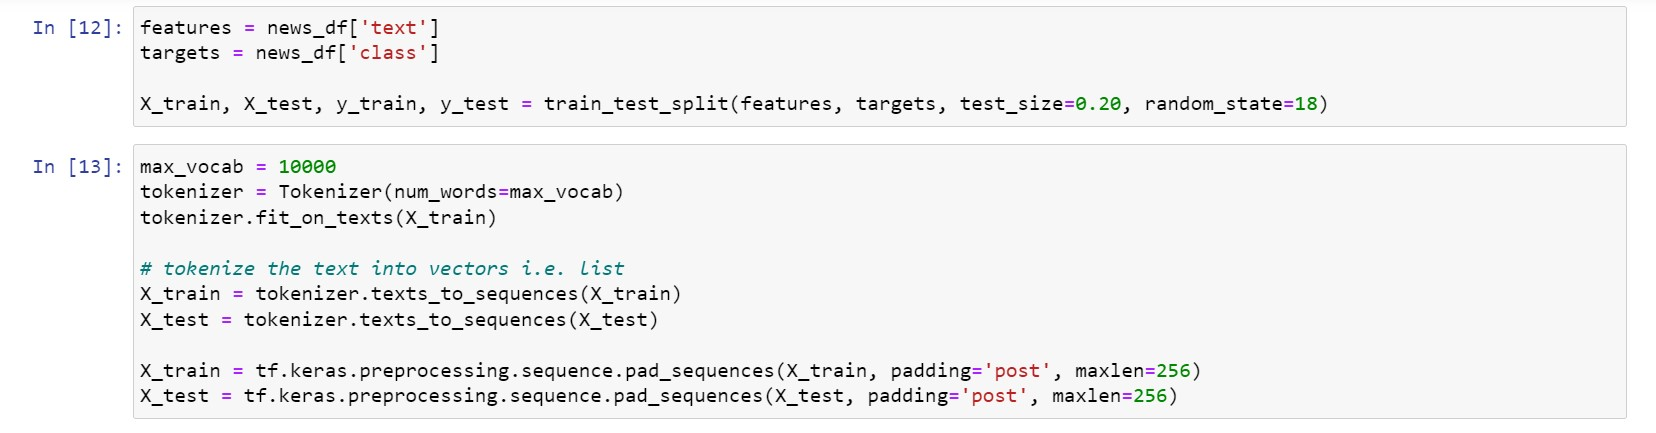 In [12]: features = news_df['text']
targets = news_df['class']
X_train, X_test, y_train, y_test = train_test_split(features, targets, test_size=0.20, random_state=18)
In [13]: max_vocab = 10000
tokenizer = Tokenizer(num_words=max_vocab)
tokenizer.fit_on_texts(X_train)
# tokenize the text into vectors i.e. list
X_train = tokenizer.texts_to_sequences(X_train)
X_test = tokenizer.texts_to_sequences(X_test)
X_train = tf.keras.preprocessing.sequence.pad_sequences(X_train, padding='post', maxlen=256)
X_test = tf.keras.preprocessing.sequence.pad_sequences(X_test, padding='post', maxlen=256)